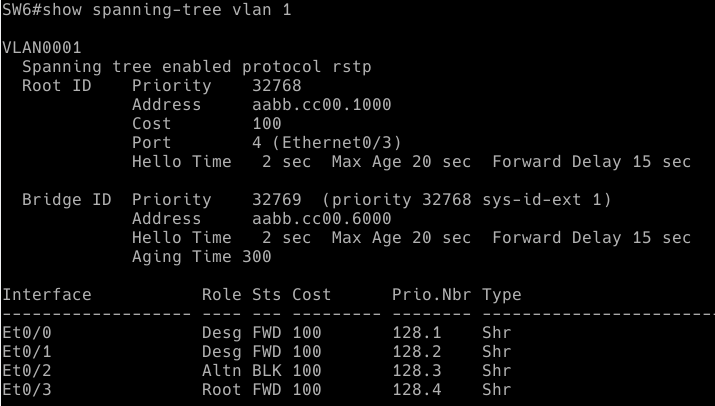 SW6#show spanning-tree vlan 1
VLAN0001
  Spanning tree enabled protocol rstp
  Root ID    Priority    32768
             Address     aabb.cc00.1000
             Cost        100
             Port        4 (Ethernet0/3)
             Hello Time   2 sec  Max Age 20 sec  Forward Delay 15 sec
  Bridge ID  Priority    32769  (priority 32768 sys-id-ext 1)
             Address     aabb.cc00.6000
             Hello Time   2 sec  Max Age 20 sec  Forward Delay 15 sec
             Aging Time 300
Interface           Role Sts Cost      Prio.Nbr Type
------------------- ---- --- --------- -------- ------------------------
Et0/0               Desg FWD 100       128.1    Shr
Et0/1               Desg FWD 100       128.2    Shr
Et0/2               Altn BLK 100       128.3    Shr
Et0/3               Root FWD 100       128.4    Shr